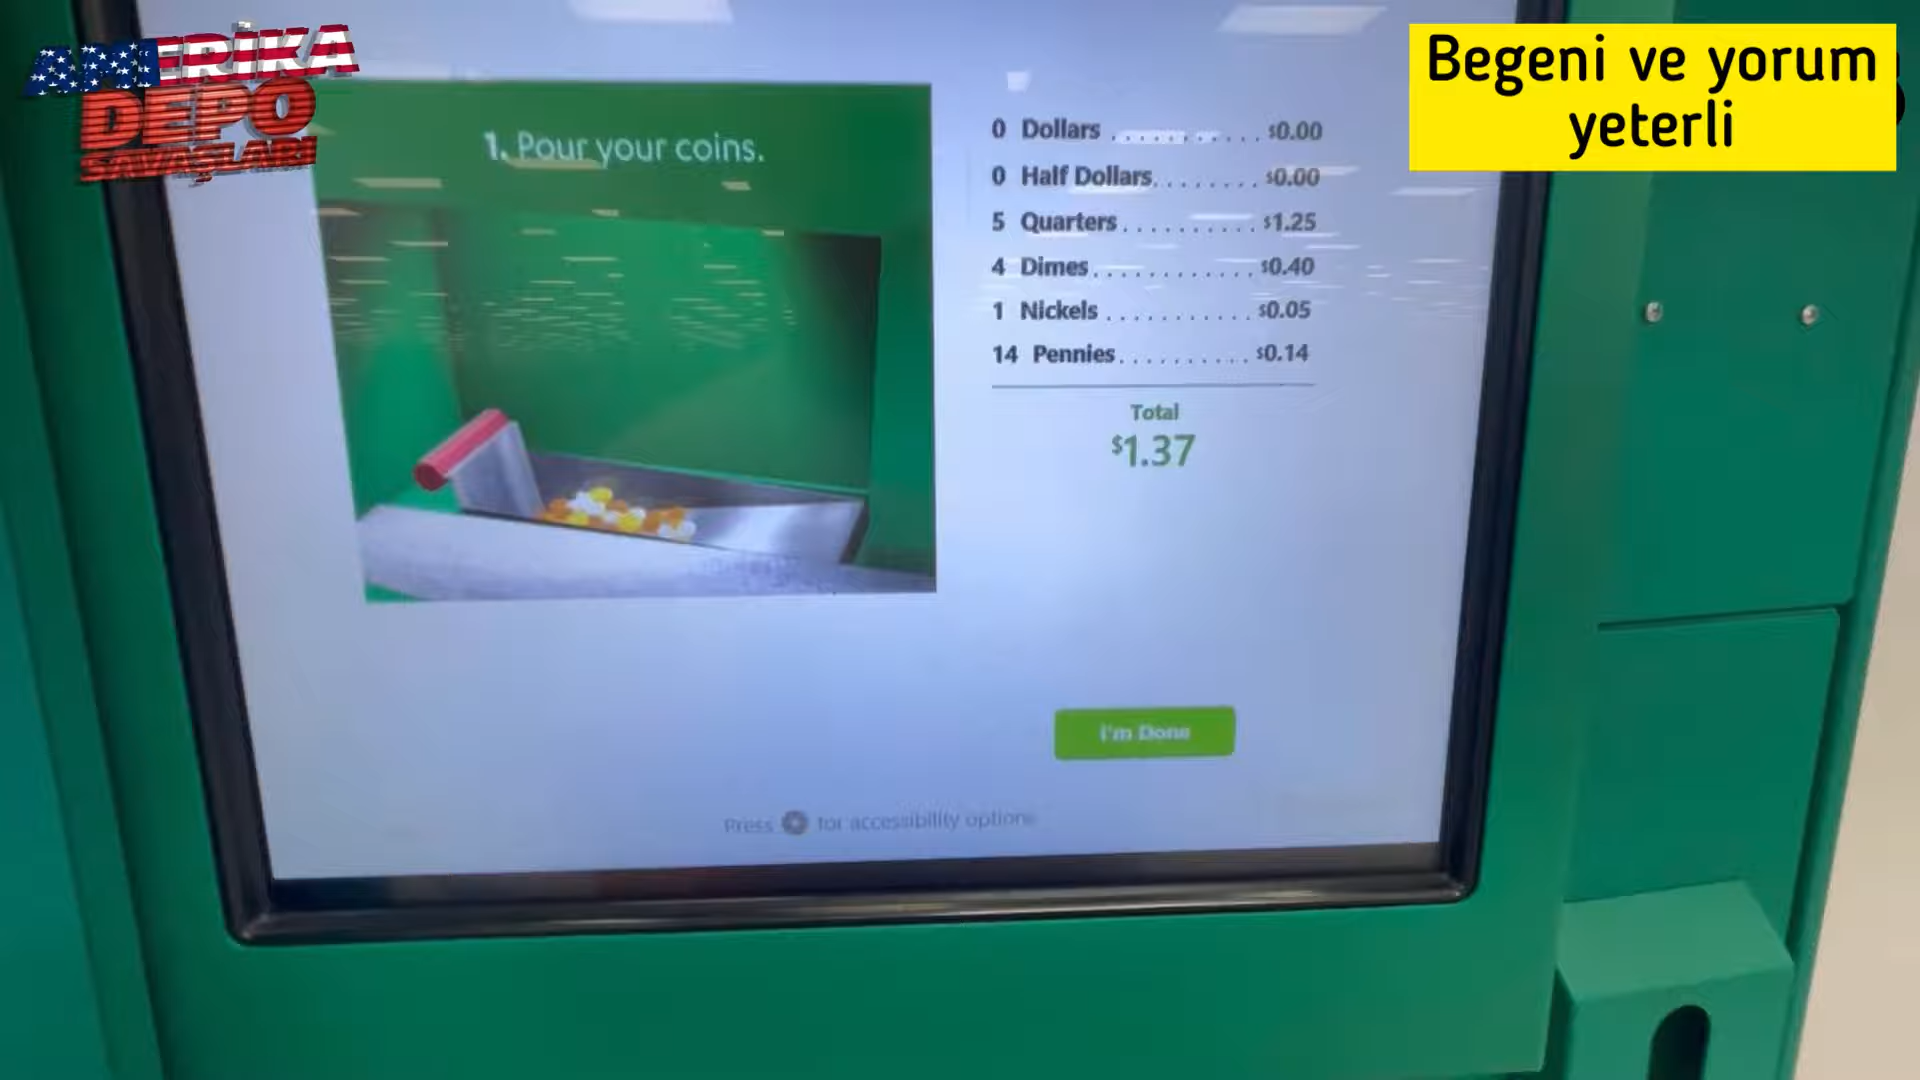 AMERİKA
DEPO
SAVAŞLARI
Begeni ve yorum
yeterli
1. Pour your coins.
0 Dollars . . . . . . . . . . . . $0.00
0 Half Dollars. . . . . . . . $0.00
5 Quarters . . . . . . . . . . $1.25
4 Dimes . . . . . . . . . . . . $0.40
1 Nickels . . . . . . . . . . . $0.05
14 Pennies . . . . . . . . . . $0.14
Total
$1.37
I'm Done
Press for accessibility options